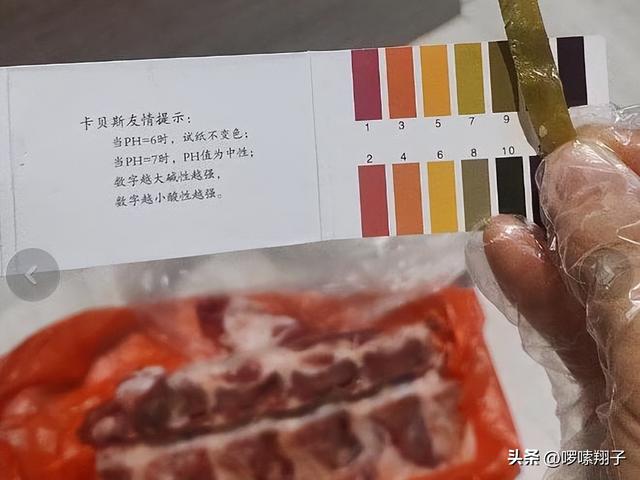 卡贝斯友情提示：
当PH=6时，试纸不变色；
当PH=7时，PH值为中性；
数字越大碱性越强，
数字越小酸性越强。
1 3 5 7 9
2 4 6 8 10
头条 @啰嗦翔子